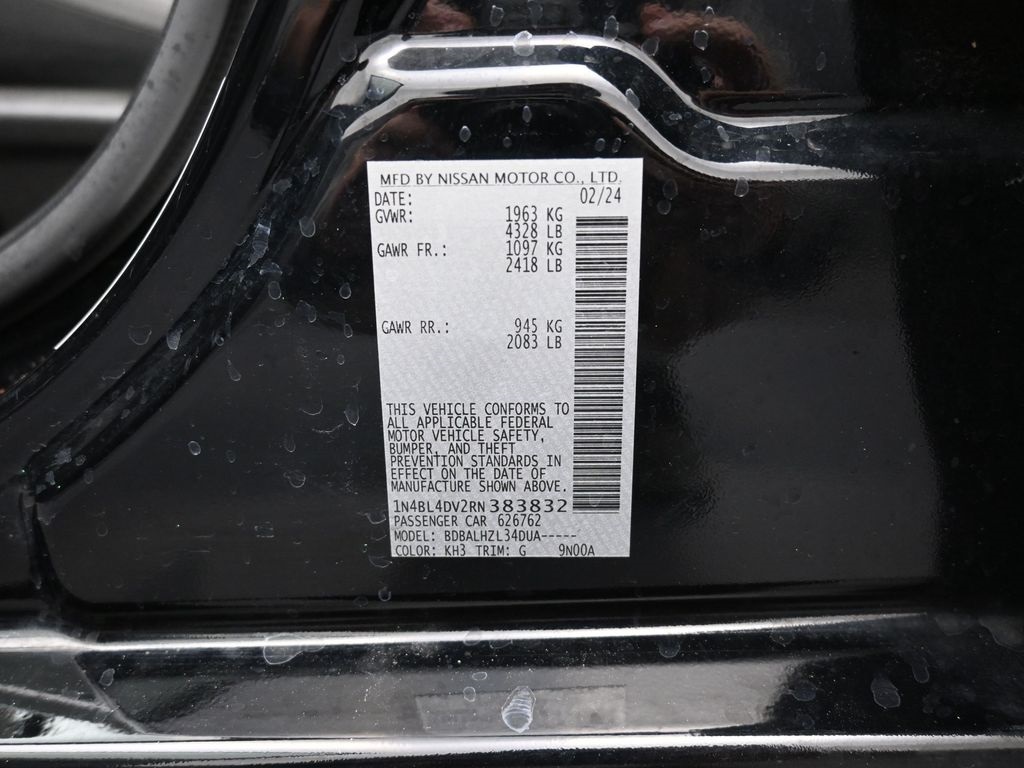 MFD BY NISSAN MOTOR CO., LTD.
DATE: 02/24
GVWR: 1963 KG
4328 LB
GAWR FR.: 1097 KG
2418 LB
GAWR RR.: 945 KG
2083 LB
THIS VEHICLE CONFORMS TO
ALL APPLICABLE FEDERAL
MOTOR VEHICLE SAFETY,
BUMPER, AND THEFT
PREVENTION STANDARDS IN
EFFECT ON THE DATE OF
MANUFACTURE SHOWN ABOVE.
1N4BL4DV2RN383832
PASSENGER CAR 626762
MODEL: BDBALHZL34DUA-----
COLOR: KH3 TRIM: G 9N00A